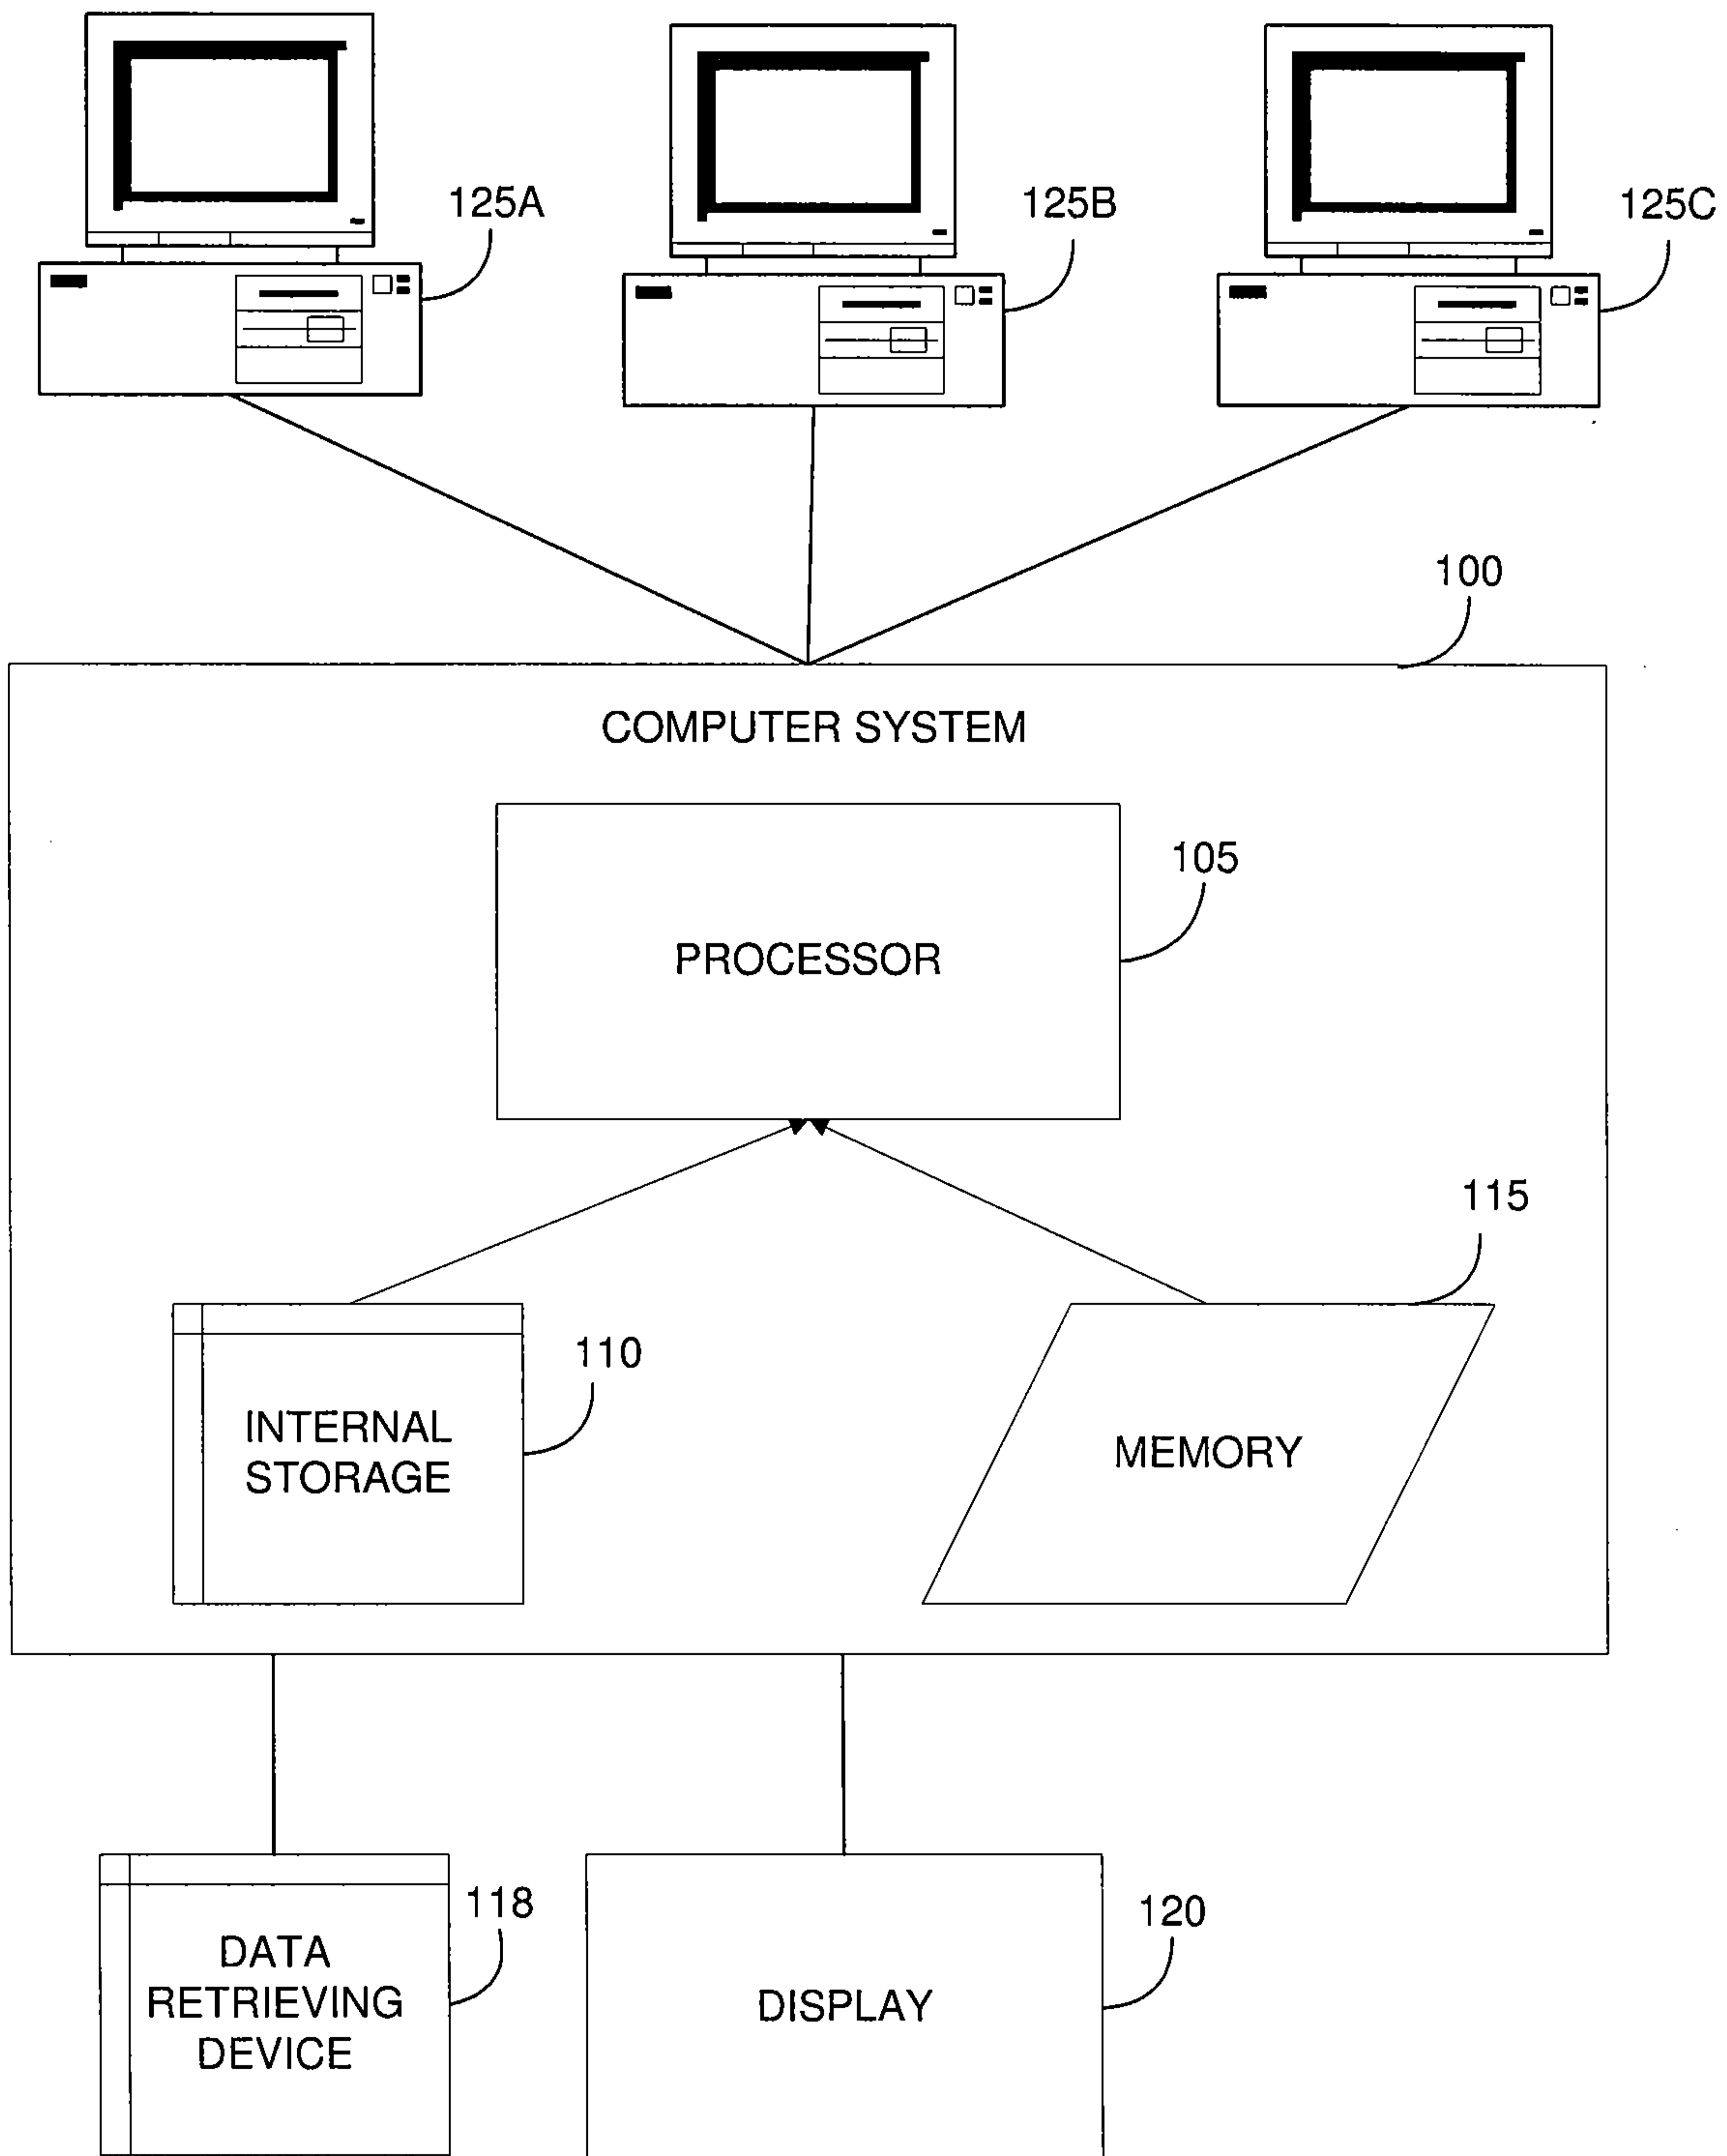 125A
125B
125C
100
COMPUTER SYSTEM
105
PROCESSOR
115
110
INTERNAL
STORAGE
MEMORY
118
120
DATA
RETRIEVING
DEVICE
DISPLAY